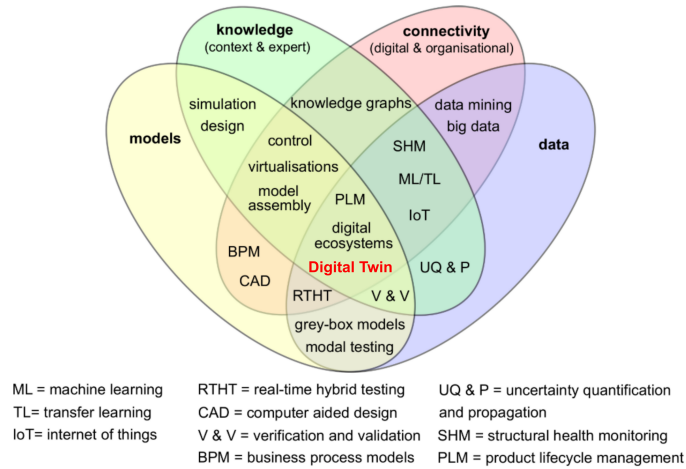 knowledge
(context & expert)
connectivity
(digital & organisational)
models
data
simulation
design
knowledge graphs
data mining
big data
control
virtualisations
model
assembly
SHM
ML/TL
IoT
PLM
digital
ecosystems
Digital Twin
BPM
CAD
UQ & P
RTHT
V & V
grey-box models
modal testing
ML = machine learning
TL= transfer learning
IoT= internet of things
RTHT = real-time hybrid testing
CAD = computer aided design
V & V = verification and validation
BPM = business process models
UQ & P = uncertainty quantification
and propagation
SHM = structural health monitoring
PLM = product lifecycle management